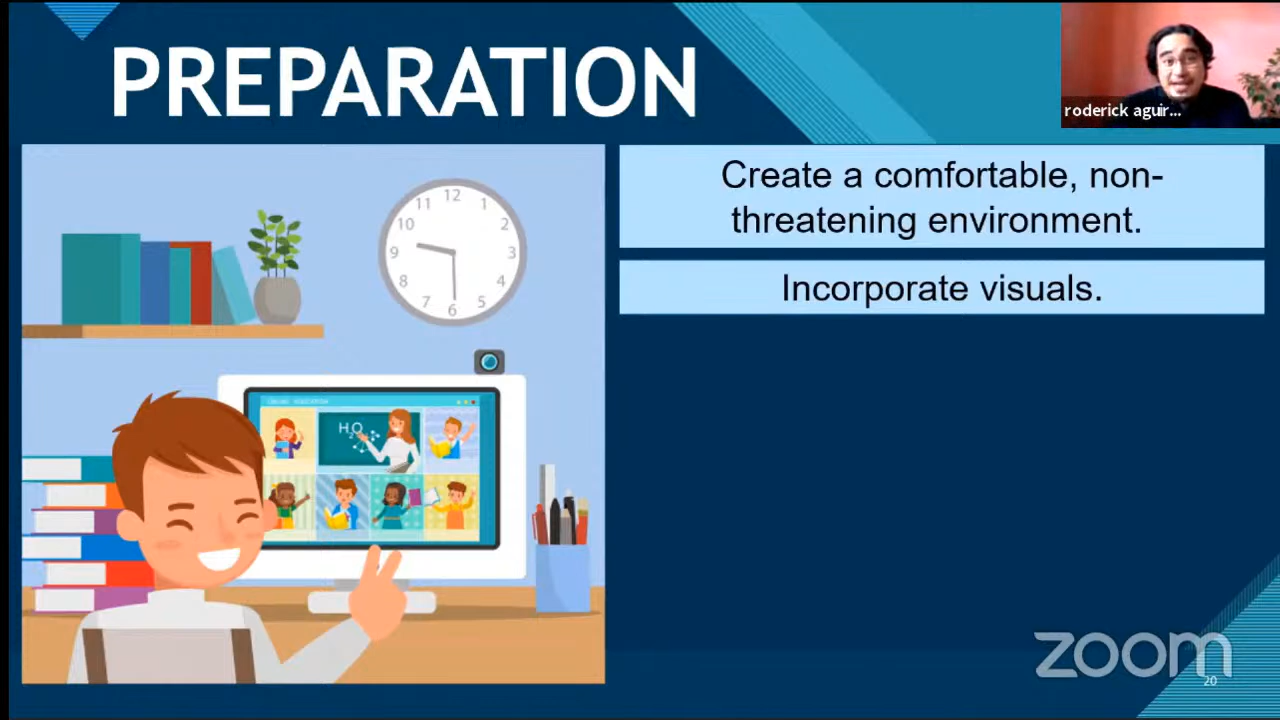 PREPARATION
roderick aguir...
Create a comfortable, non-
threatening environment.
Incorporate visuals.
12
11
1
10
2
9
3
8
4
7
5
6
H₂O
zoom
20